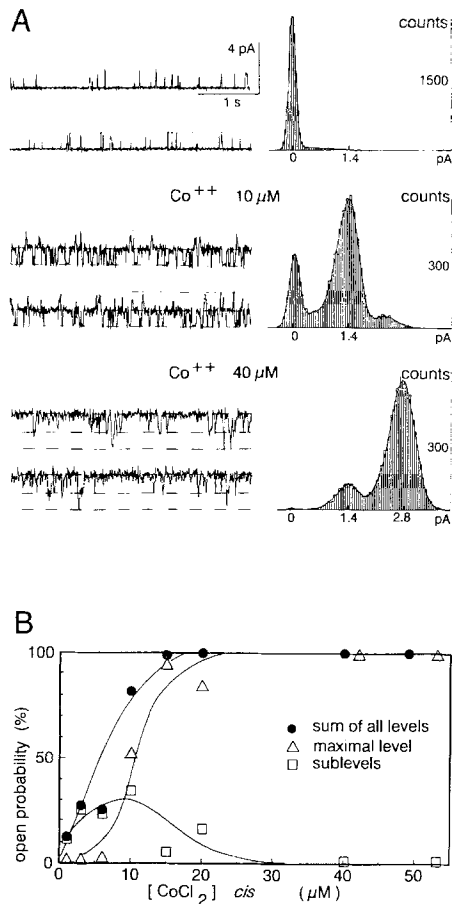 A
counts
4 pA
1 s
1500
0 1.4 pA
Co++ 10 µM
counts
300
0 1.4 pA
Co++ 40 µM
counts
300
0 1.4 2.8 pA
B
100
50
0
open probability (%)
● sum of all levels
△ maximal level
□ sublevels
0 10 20 30 40 50
[CoCl2] cis (µM)